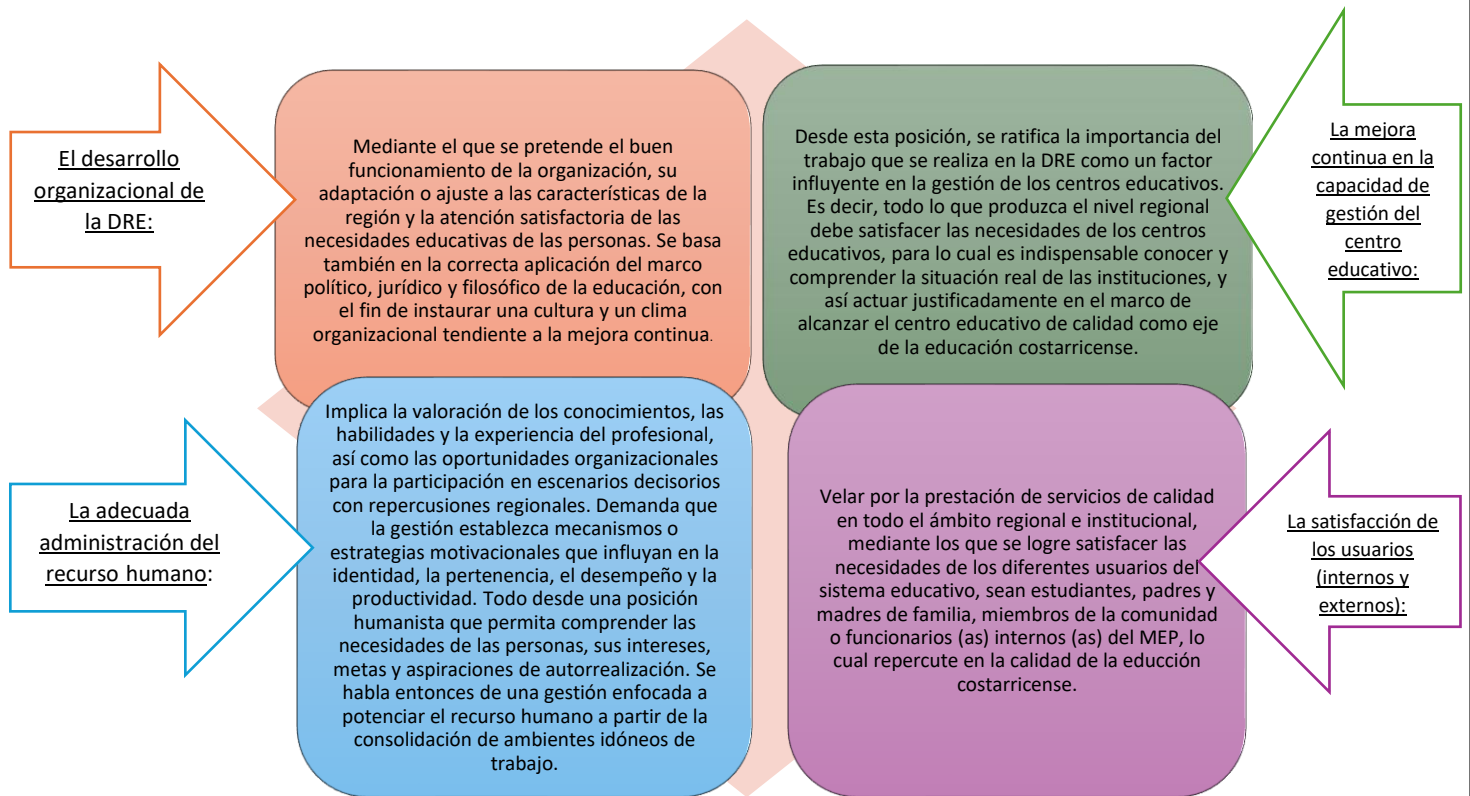 El desarrollo
organizacional de
la DRE:
Mediante el que se pretende el buen
funcionamiento de la organización, su
adaptación o ajuste a las características de la
región y la atención satisfactoria de las
necesidades educativas de las personas. Se basa
también en la correcta aplicación del marco
político, jurídico y filosófico de la educación, con
el fin de instaurar una cultura y un clima
organizacional tendiente a la mejora continua.
Desde esta posición, se ratifica la importancia del
trabajo que se realiza en la DRE como un factor
influyente en la gestión de los centros educativos.
Es decir, todo lo que produzca el nivel regional
debe satisfacer las necesidades de los centros
educativos, para lo cual es indispensable conocer y
comprender la situación real de las instituciones, y
así actuar justificadamente en el marco de
alcanzar el centro educativo de calidad como eje
de la educación costarricense.
La mejora
continua en la
capacidad de
gestión del
centro
educativo:
La adecuada
administración del
recurso humano:
Implica la valoración de los conocimientos, las
habilidades y la experiencia del profesional,
así como las oportunidades organizacionales
para la participación en escenarios decisorios
con repercusiones regionales. Demanda que
la gestión establezca mecanismos o
estrategias motivacionales que influyan en la
identidad, la pertenencia, el desempeño y la
productividad. Todo desde una posición
humanista que permita comprender las
necesidades de las personas, sus intereses,
metas y aspiraciones de autorrealización. Se
habla entonces de una gestión enfocada a
potenciar el recurso humano a partir de la
consolidación de ambientes idóneos de
trabajo.
Velar por la prestación de servicios de calidad
en todo el ámbito regional e institucional,
mediante los que se logre satisfacer las
necesidades de los diferentes usuarios del
sistema educativo, sean estudiantes, padres y
madres de familia, miembros de la comunidad
o funcionarios (as) internos (as) del MEP, lo
cual repercute en la calidad de la educción
costarricense.
La satisfacción de
los usuarios
(internos y
externos):